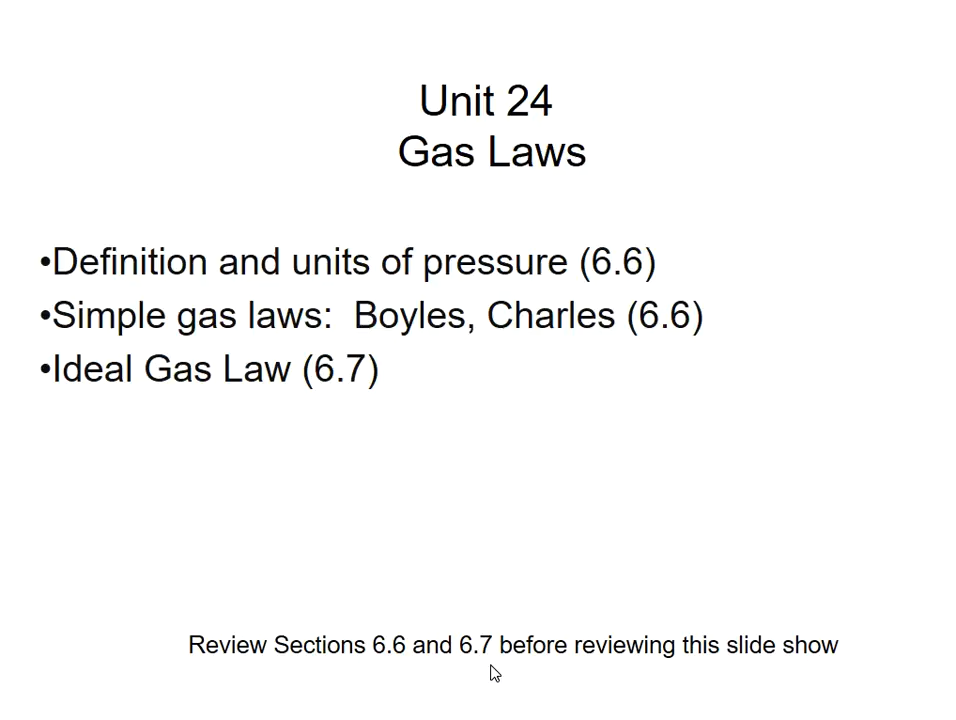 Unit 24
Gas Laws
•Definition and units of pressure (6.6)
•Simple gas laws:  Boyles, Charles (6.6)
•Ideal Gas Law (6.7)
Review Sections 6.6 and 6.7 before reviewing this slide show